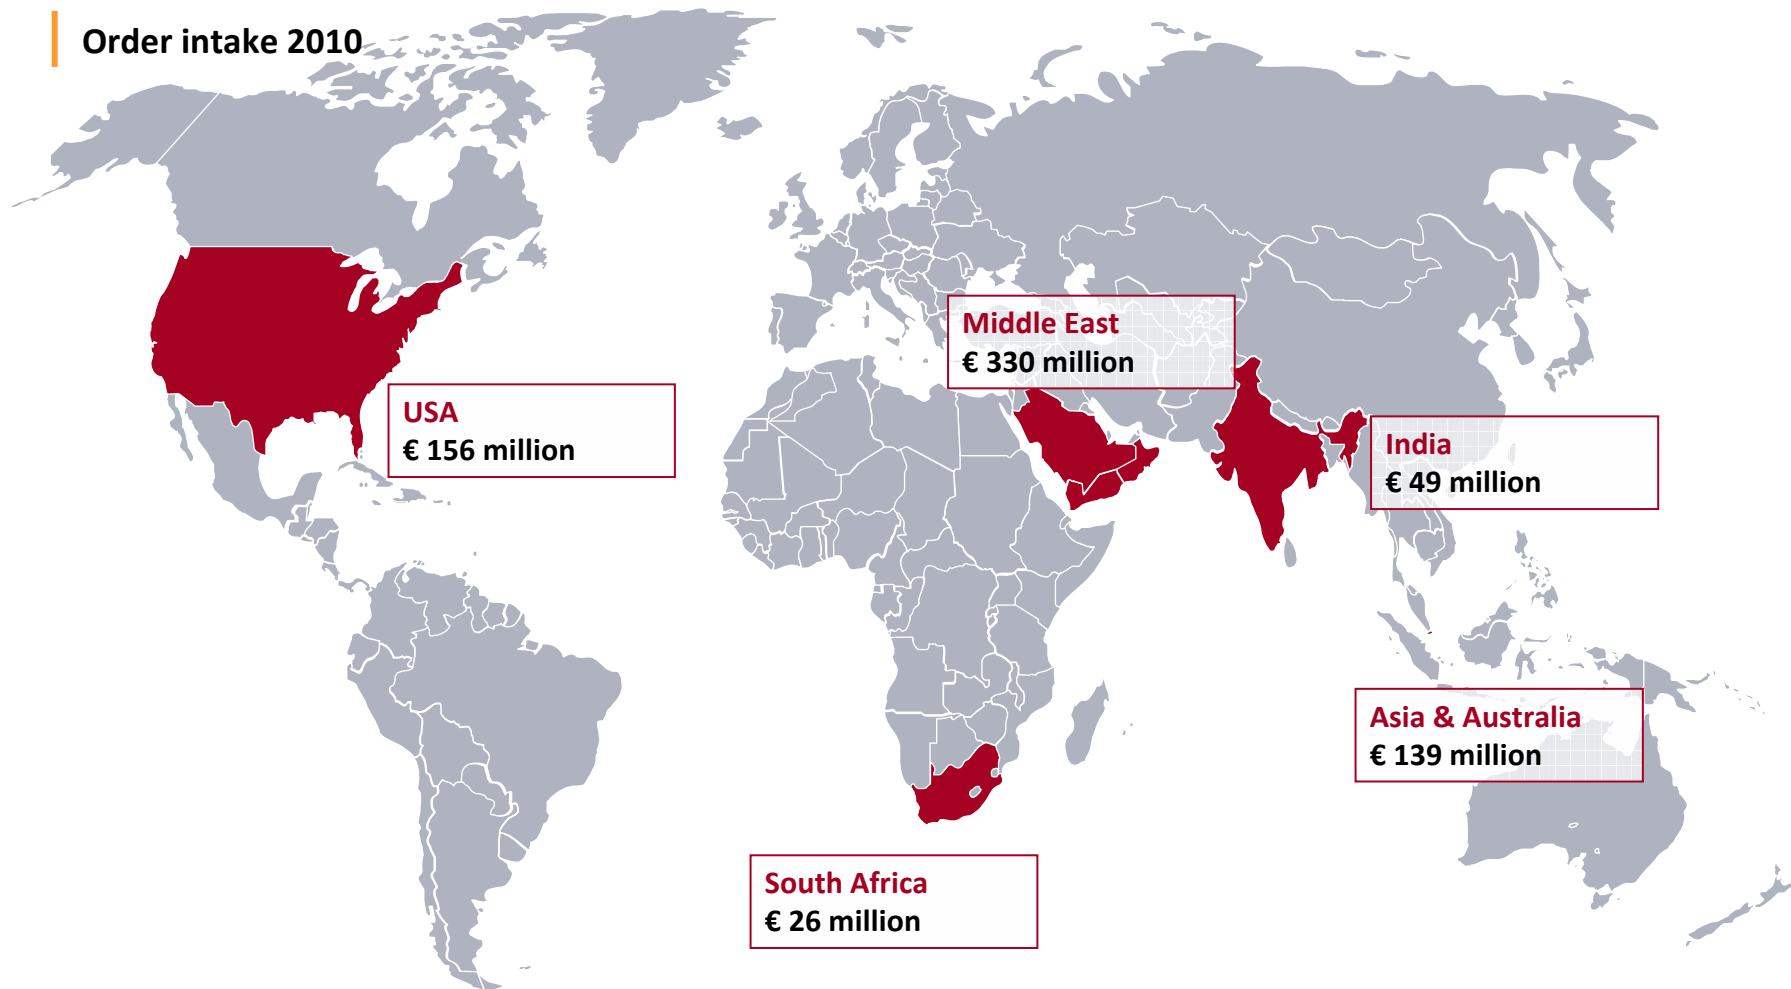 Order intake 2010
Middle East
€ 330 million
USA
€ 156 million
India
€ 49 million
Asia & Australia
€ 139 million
South Africa
€ 26 million